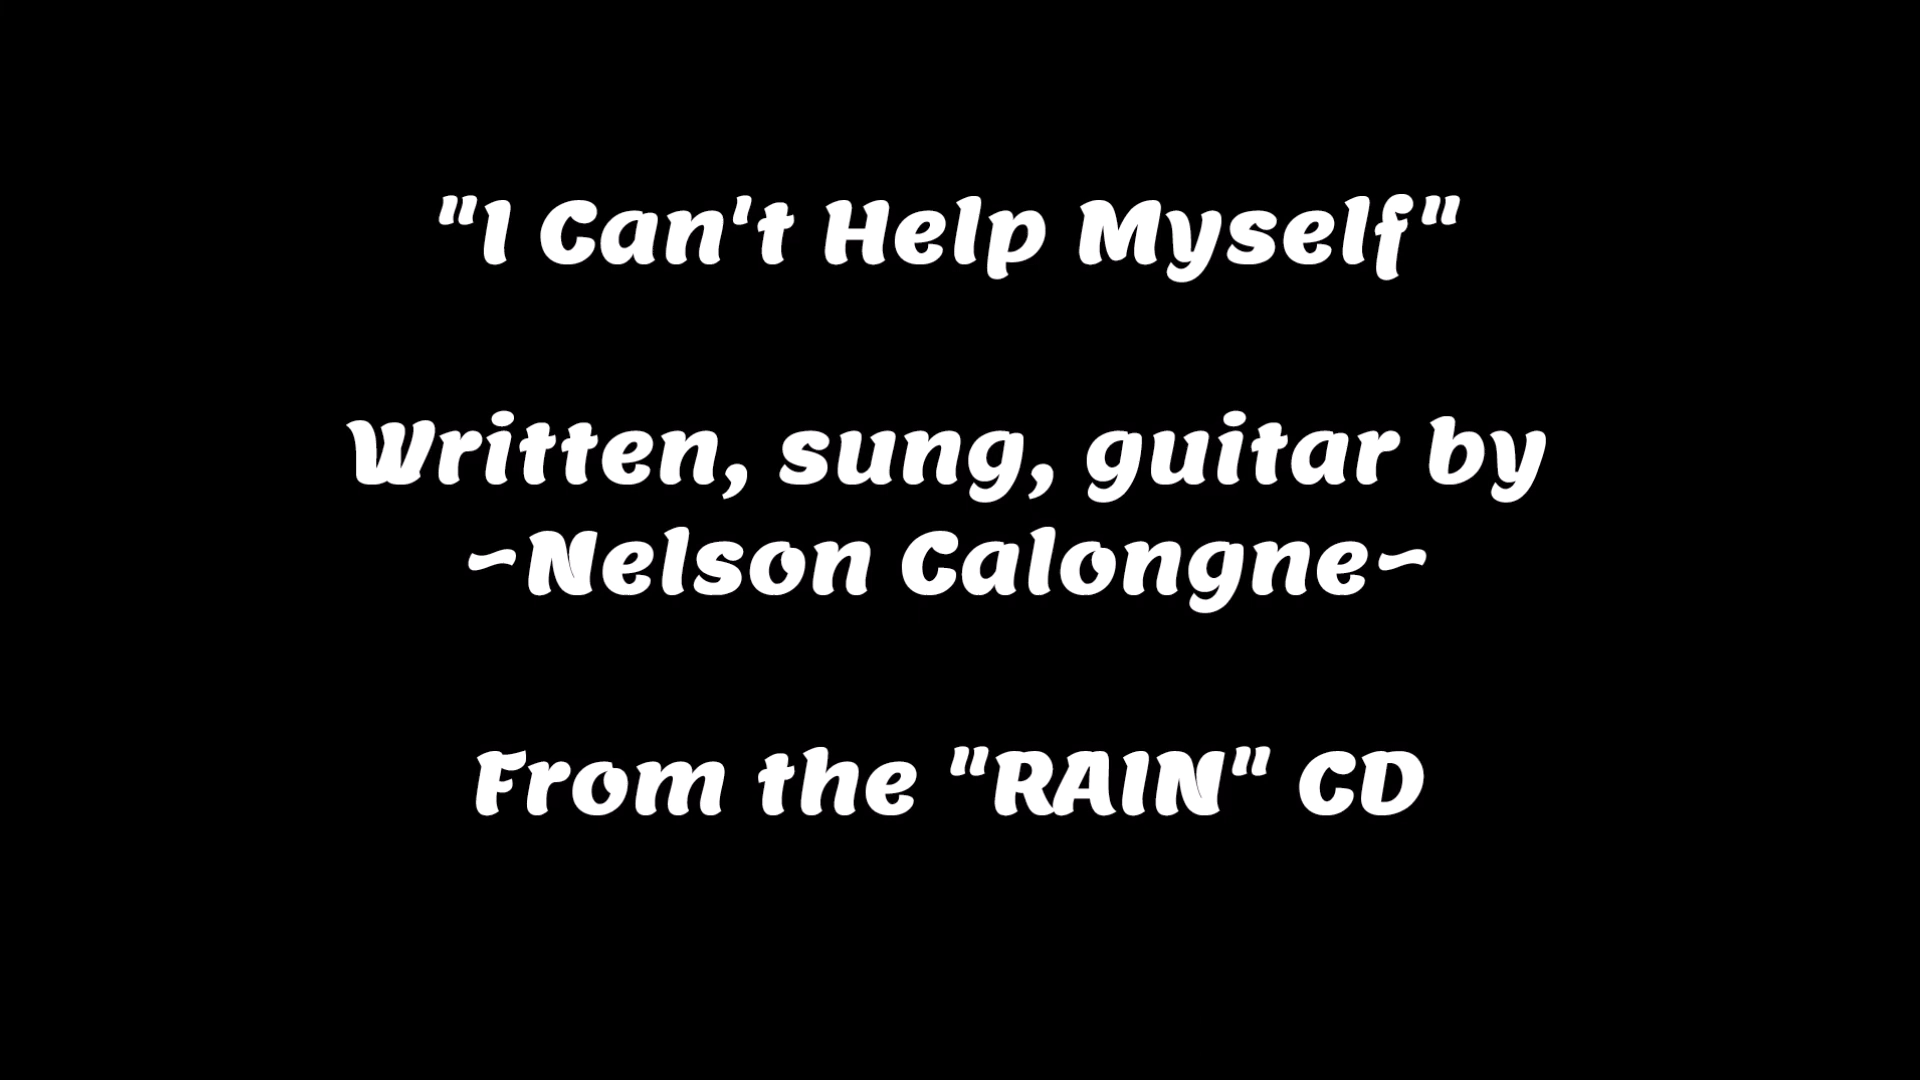 "I Can't Help Myself"
Written, sung, guitar by
~Nelson Calongne~
From the "RAIN" CD